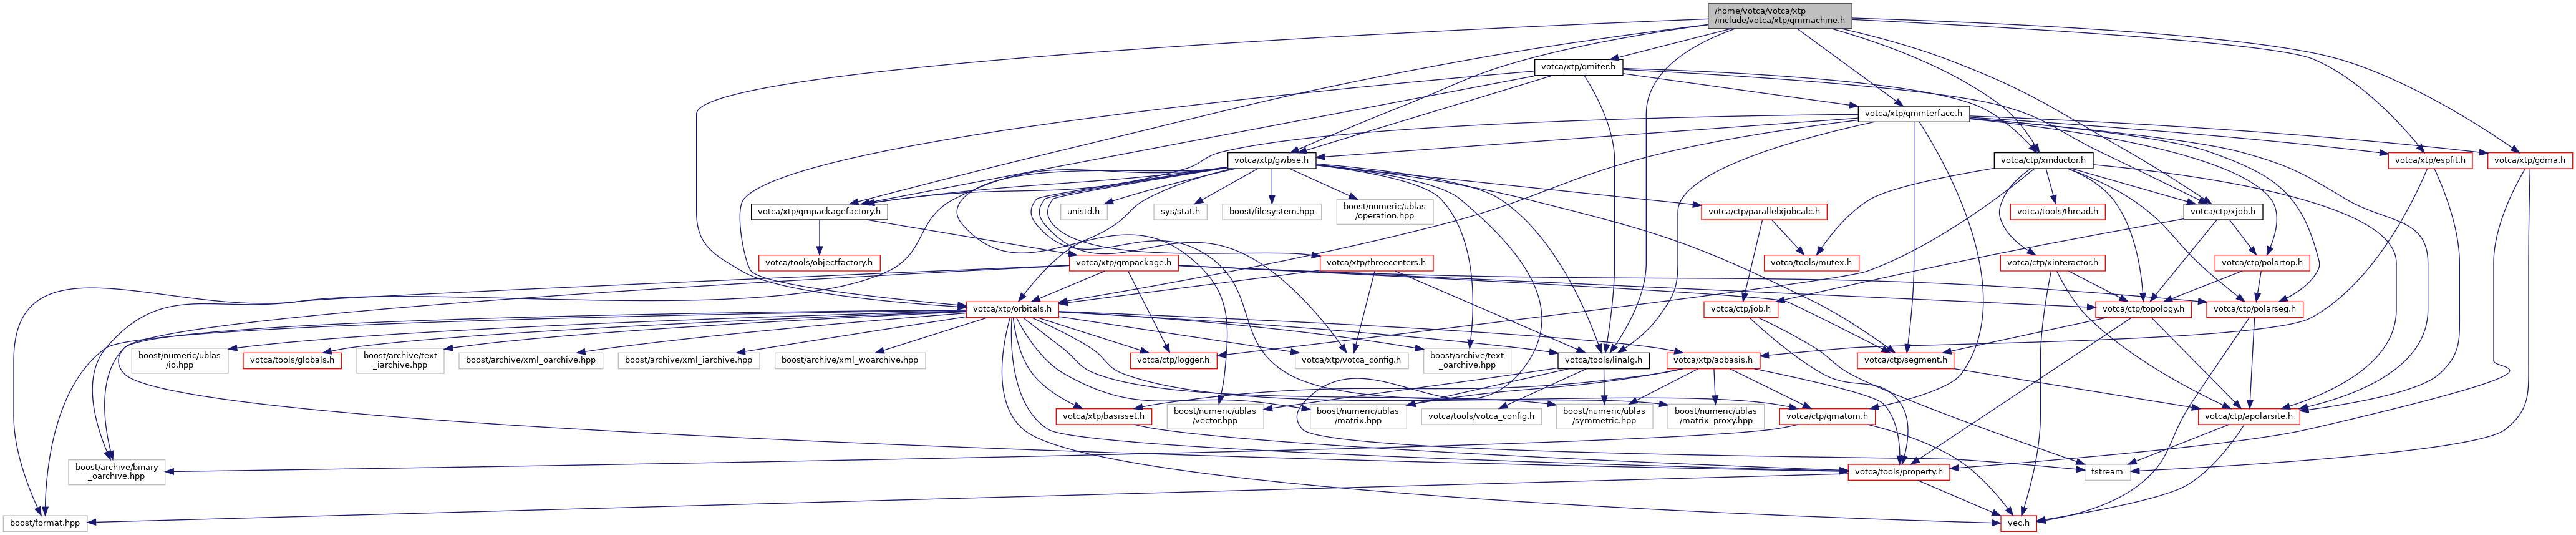 /home/votca/votca/xtp
/include/votca/xtp/qmmachine.h
votca/xtp/qmiter.h
votca/xtp/qminterface.h
votca/xtp/gwbse.h
votca/ctp/xinductor.h
votca/xtp/espfit.h
votca/xtp/gdma.h
votca/xtp/qmpackagefactory.h
unistd.h
sys/stat.h
boost/filesystem.hpp
boost/numeric/ublas
/operation.hpp
votca/ctp/parallelxjobcalc.h
votca/tools/thread.h
votca/ctp/xjob.h
votca/tools/objectfactory.h
votca/xtp/qmpackage.h
votca/xtp/threecenters.h
votca/tools/mutex.h
votca/ctp/xinteractor.h
votca/ctp/polartop.h
votca/xtp/orbitals.h
votca/ctp/job.h
votca/ctp/topology.h
votca/ctp/polarseg.h
boost/numeric/ublas
/io.hpp
votca/tools/globals.h
boost/archive/text
_iarchive.hpp
boost/archive/xml_oarchive.hpp
boost/archive/xml_iarchive.hpp
boost/archive/xml_woarchive.hpp
votca/ctp/logger.h
votca/xtp/votca_config.h
boost/archive/text
_oarchive.hpp
votca/tools/linalg.h
votca/xtp/aobasis.h
votca/ctp/segment.h
votca/xtp/basisset.h
boost/numeric/ublas
/vector.hpp
boost/numeric/ublas
/matrix.hpp
votca/tools/votca_config.h
boost/numeric/ublas
/symmetric.hpp
boost/numeric/ublas
/matrix_proxy.hpp
votca/ctp/qmatom.h
votca/ctp/apolarsite.h
boost/archive/binary
_oarchive.hpp
votca/tools/property.h
fstream
boost/format.hpp
vec.h